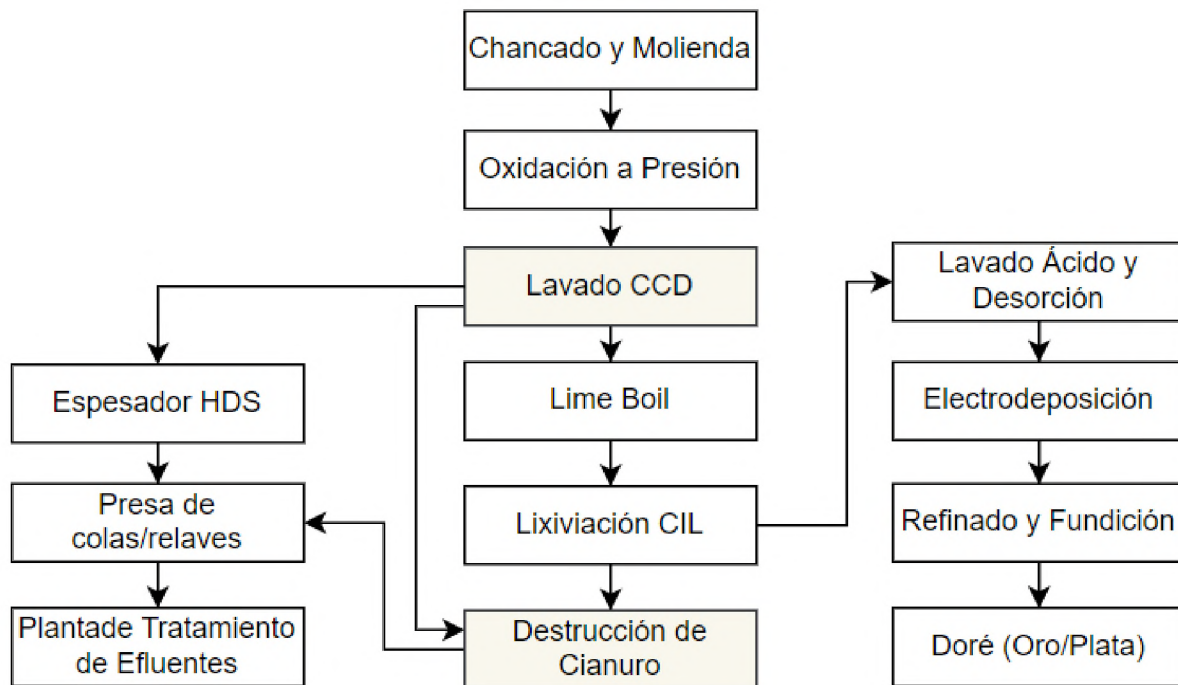 Chancado y Molienda
Oxidación a Presión
Lavado CCD
Lime Boil
Lixiviación CIL
Destrucción de
Cianuro
Espesador HDS
Presa de
colas/relaves
Plantade Tratamiento
de Efluentes
Lavado Ácido y
Desorción
Electrodeposición
Refinado y Fundición
Doré (Oro/Plata)